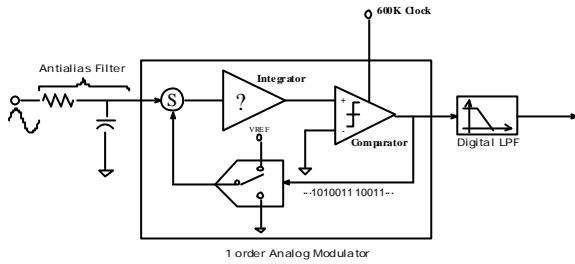 600K Clock
Antialias Filter
Integrator
S
?
+
-
VREF
Comparator
Digital LPF
...1010011 10011...
1 order Analog Modulator